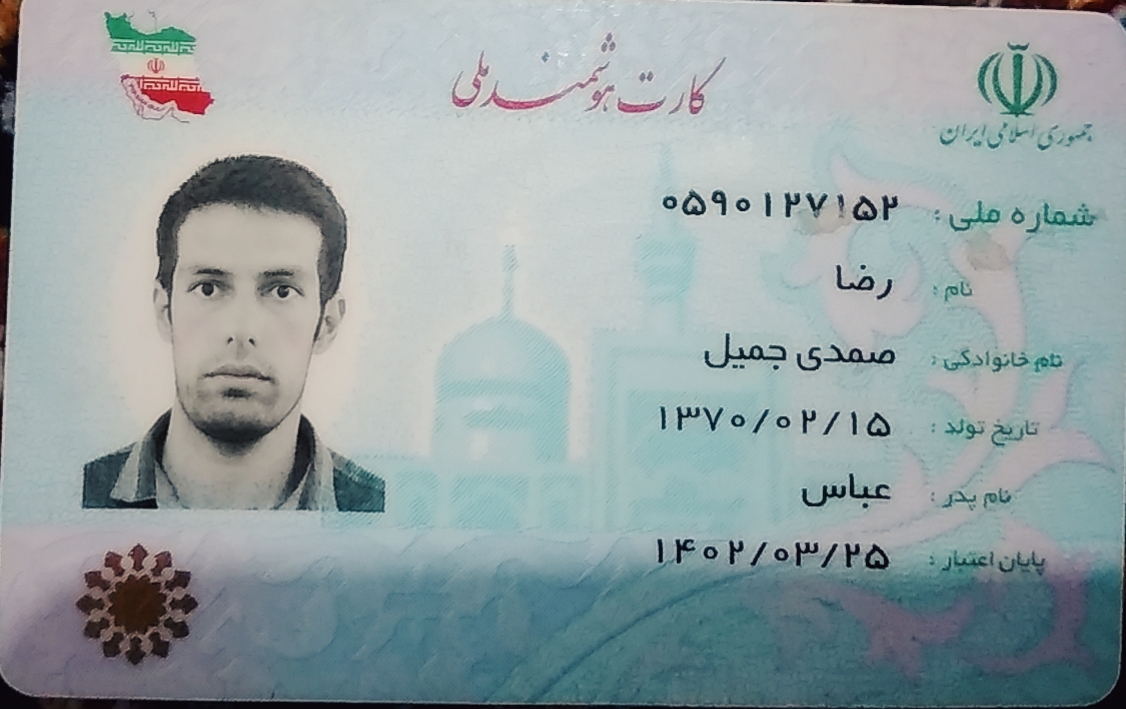 کارت هوشمند ملی
جمهوری اسلامی ایران
شماره ملی : ۰۵۹۰۱۲۷۱۵۲
نام : رضا
نام خانوادگی : صمدی جمیل
تاریخ تولد : ۱۳۷۰/۰۲/۱۵
نام پدر : عباس
پایان اعتبار : ۱۴۰۲/۰۳/۲۵